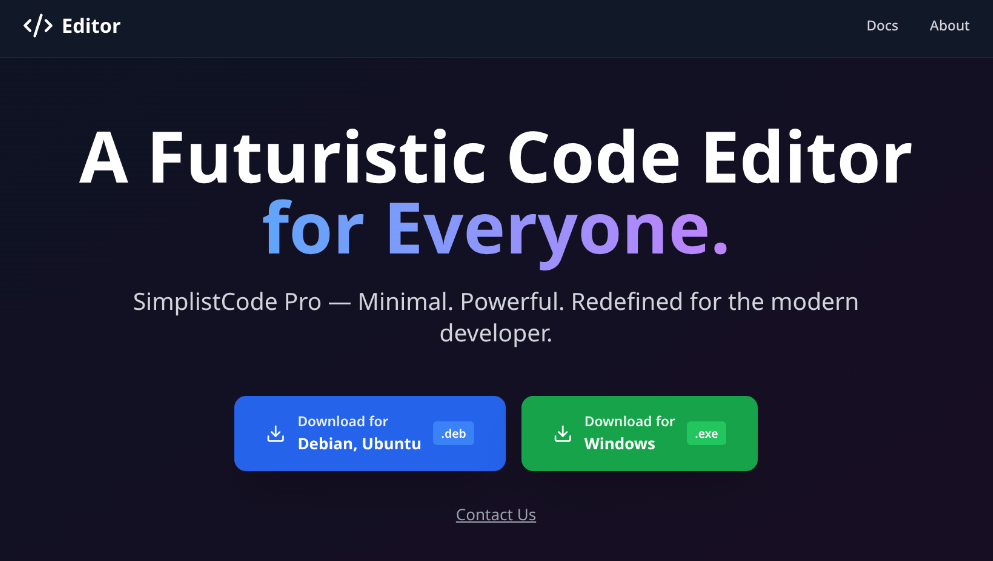 </> Editor
Docs
About
A Futuristic Code Editor
for Everyone.
SimplistCode Pro — Minimal. Powerful. Redefined for the modern
developer.
Download for
Debian, Ubuntu
.deb
Download for
Windows
.exe
Contact Us